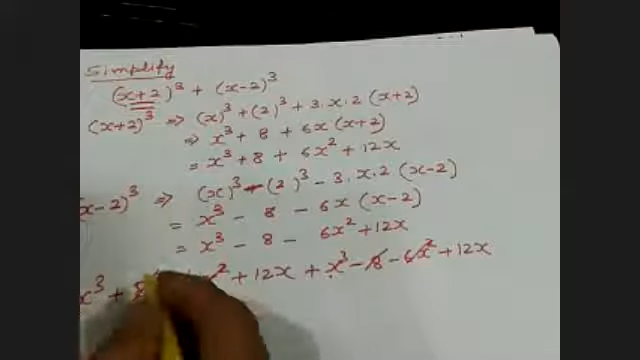 Simplify
(x+2)³ + (x-2)³
(x+2)³ ⇒ (x)³ + (2)³ + 3.x.2 (x+2)
⇒ x³ + 8 + 6x (x+2)
= x³ + 8 + 6x² + 12x
x-2)³ ⇒ (x)³ - (2)³ - 3.x.2 (x-2)
= x³ - 8 - 6x (x-2)
= x³ - 8 - 6x² + 12x
x³ + 8 + 12x + x³ - 8 - 6x² + 12x